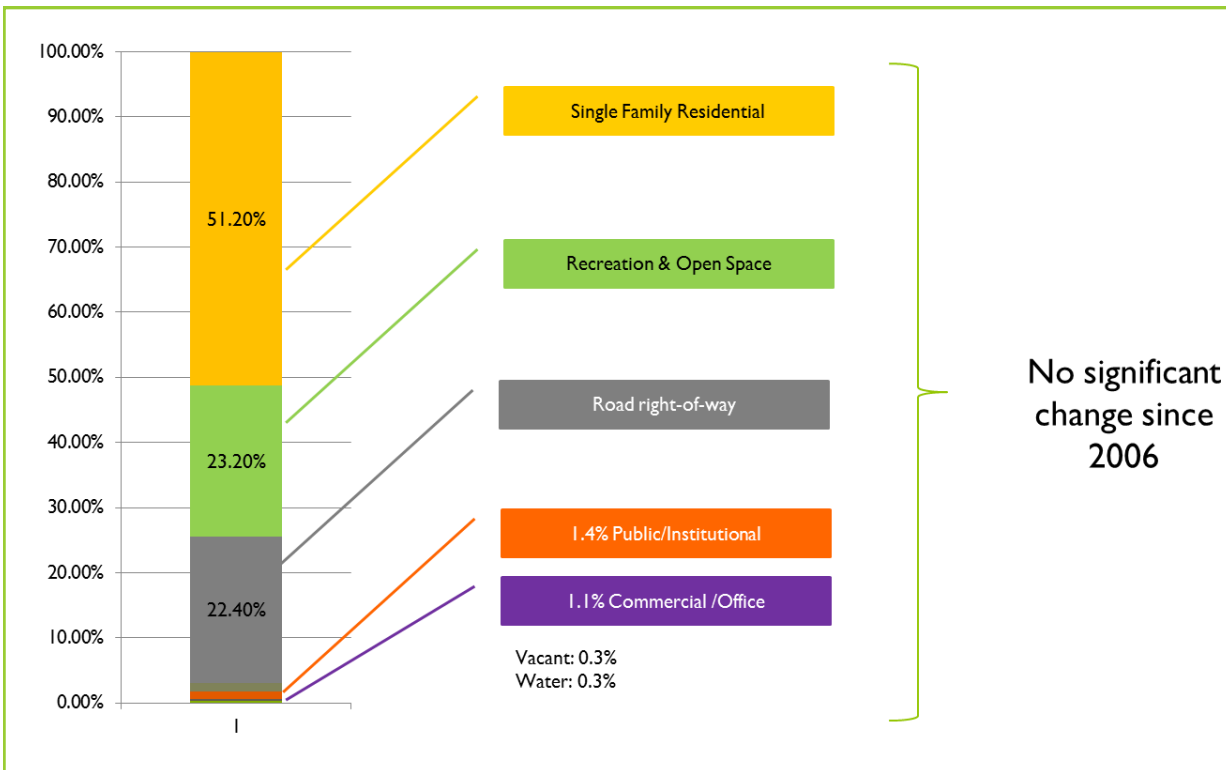 100.00%
90.00%
80.00%
70.00%
60.00%
50.00%
40.00%
30.00%
20.00%
10.00%
0.00%
1
51.20%
23.20%
22.40%
Single Family Residential
Recreation & Open Space
Road right-of-way
1.4% Public/Institutional
1.1% Commercial /Office
Vacant: 0.3%
Water: 0.3%
No significant
change since
2006